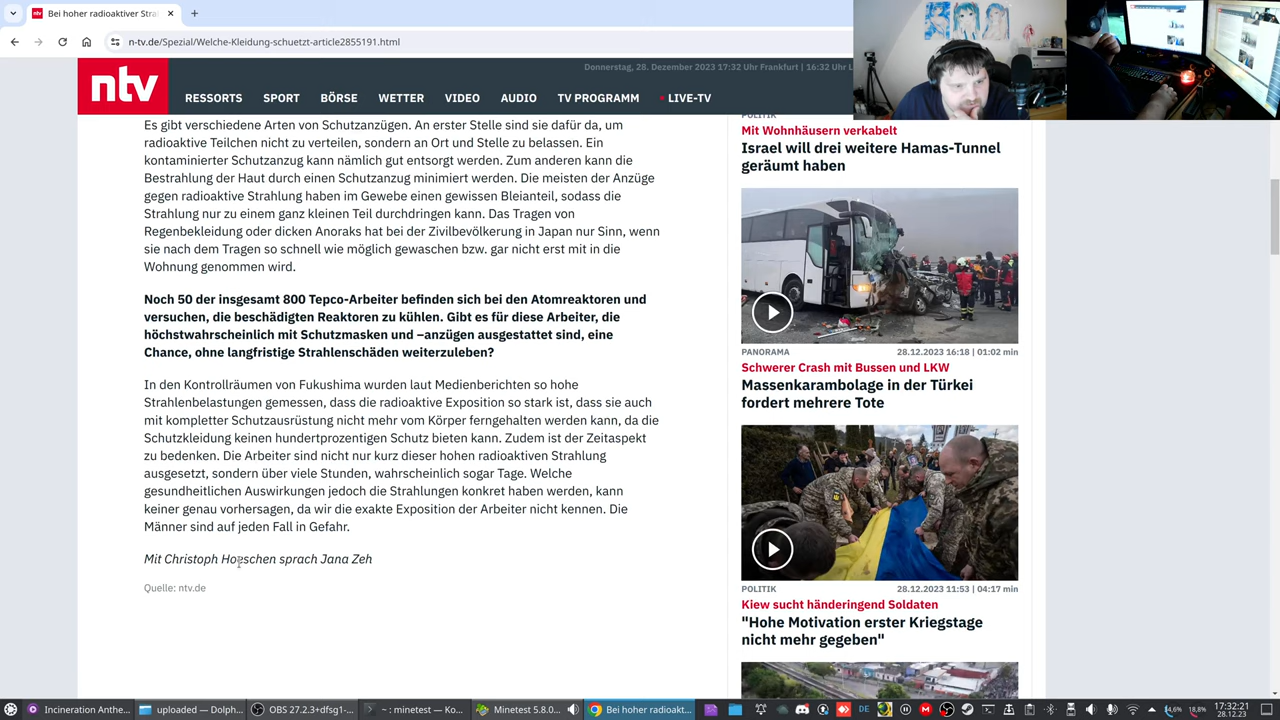 Bei hoher radioaktiver Stra
n-tv.de/Spezial/Welche-Kleidung-schuetzt-article2855191.html
Donnerstag, 28. Dezember 2023 17:32 Uhr Frankfurt | 16:32 Uhr L
ntv
RESSORTS SPORT BÖRSE WETTER VIDEO AUDIO TV PROGRAMM LIVE-TV
Es gibt verschiedene Arten von Schutzanzügen. An erster Stelle sind sie dafür da, um
radioaktive Teilchen nicht zu verteilen, sondern an Ort und Stelle zu belassen. Ein
kontaminierter Schutzanzug kann nämlich gut entsorgt werden. Zum anderen kann die
Bestrahlung der Haut durch einen Schutzanzug minimiert werden. Die meisten der Anzüge
gegen radioaktive Strahlung haben im Gewebe einen gewissen Bleianteil, sodass die
Strahlung nur zu einem ganz kleinen Teil durchdringen kann. Das Tragen von
Regenbekleidung oder dicken Anoraks hat bei der Zivilbevölkerung in Japan nur Sinn, wenn
sie nach dem Tragen so schnell wie möglich gewaschen bzw. gar nicht erst mit in die
Wohnung genommen wird.
Noch 50 der insgesamt 800 Tepco-Arbeiter befinden sich bei den Atomreaktoren und
versuchen, die beschädigten Reaktoren zu kühlen. Gibt es für diese Arbeiter, die
höchstwahrscheinlich mit Schutzmasken und –anzügen ausgestattet sind, eine
Chance, ohne langfristige Strahlenschäden weiterzuleben?
In den Kontrollräumen von Fukushima wurden laut Medienberichten so hohe
Strahlenbelastungen gemessen, dass die radioaktive Exposition so stark ist, dass sie auch
mit kompletter Schutzausrüstung nicht mehr vom Körper ferngehalten werden kann, da die
Schutzkleidung keinen hundertprozentigen Schutz bieten kann. Zudem ist der Zeitaspekt
zu bedenken. Die Arbeiter sind nicht nur kurz dieser hohen radioaktiven Strahlung
ausgesetzt, sondern über viele Stunden, wahrscheinlich sogar Tage. Welche
gesundheitlichen Auswirkungen jedoch die Strahlungen konkret haben werden, kann
keiner genau vorhersagen, da wir die exakte Exposition der Arbeiter nicht kennen. Die
Männer sind auf jeden Fall in Gefahr.
Mit Christoph Hoeschen sprach Jana Zeh
Quelle: ntv.de
POLITIK
Mit Wohnhäusern verkabelt
Israel will drei weitere Hamas-Tunnel
geräumt haben
PANORAMA 28.12.2023 16:18 | 01:02 min
Schwerer Crash mit Bussen und LKW
Massenkarambolage in der Türkei
fordert mehrere Tote
POLITIK 28.12.2023 11:53 | 04:17 min
Kiew sucht händeringend Soldaten
"Hohe Motivation erster Kriegstage
nicht mehr gegeben"
Incineration Anthe... uploaded — Dolph... minetest — Ko... Minetest 5.8.0... Bei hoher radioakt... DE 17:32:21
28.12.23